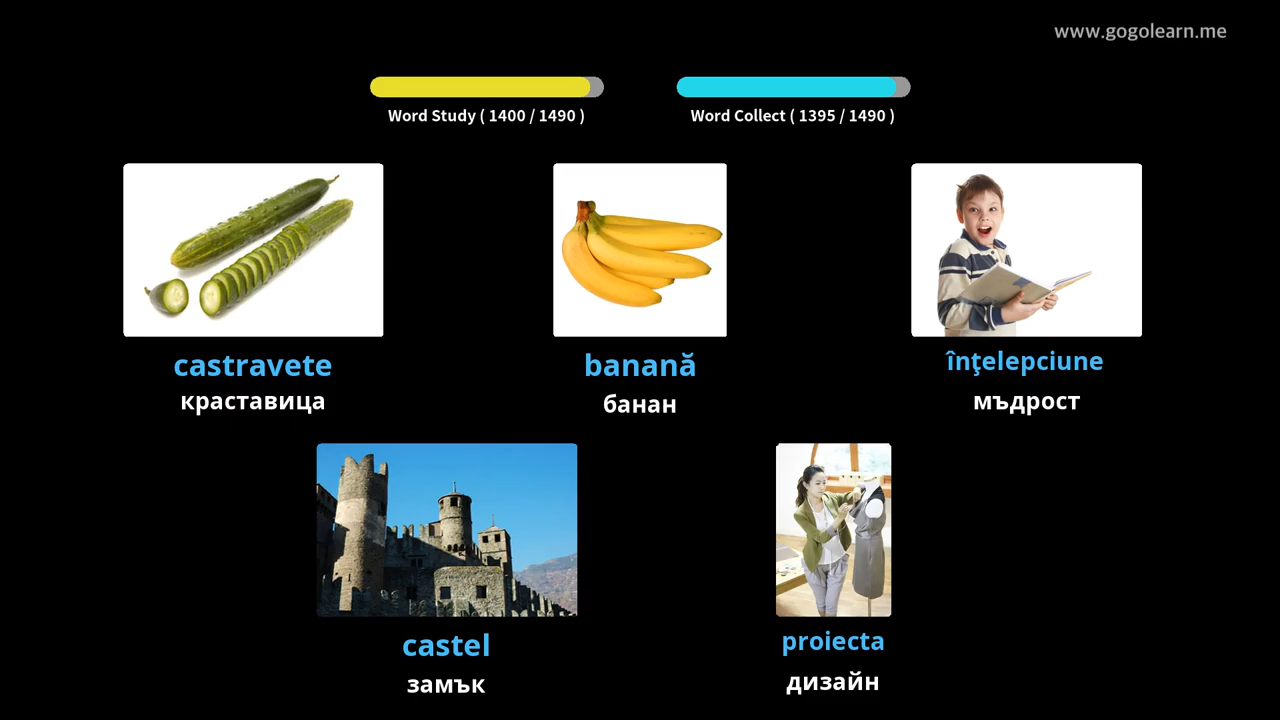 www.gogolearn.me
Word Study ( 1400 / 1490 )
Word Collect ( 1395 / 1490 )
castravete
краставица
banană
банан
înţelepciune
мъдрост
castel
замък
proiecta
дизайн